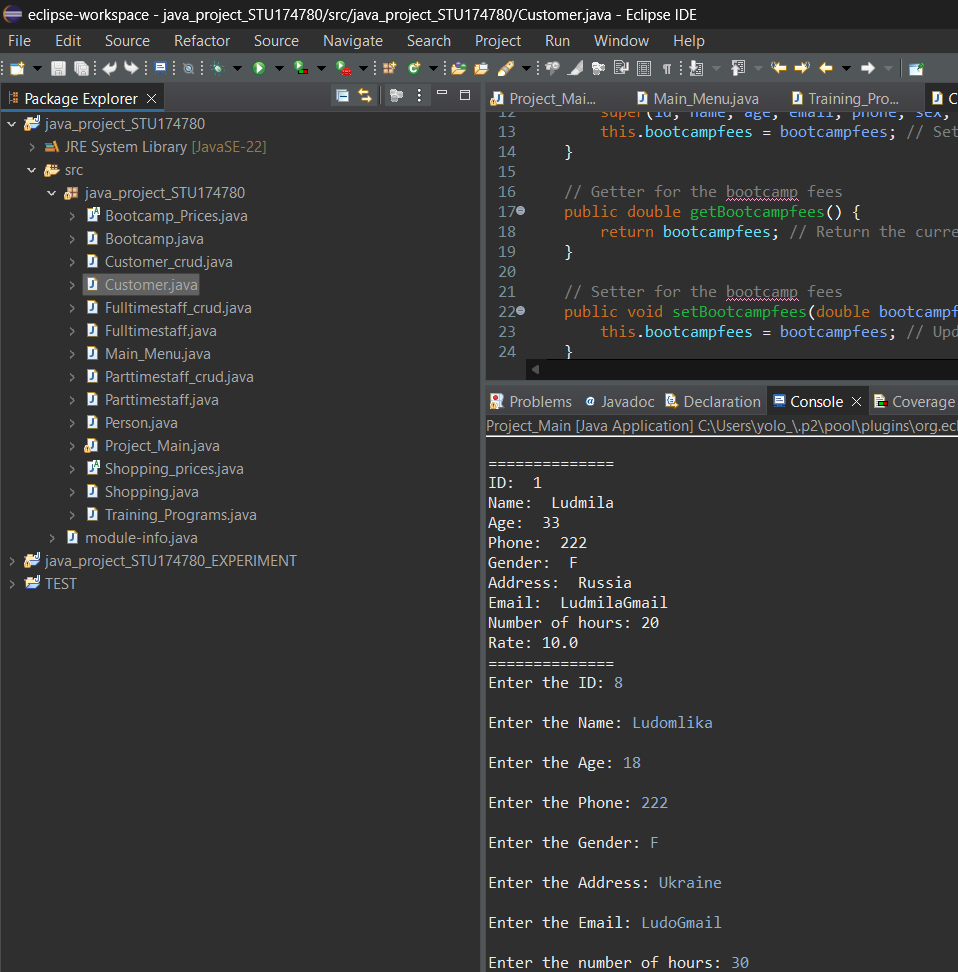 eclipse-workspace - java_project_STU174780/src/java_project_STU174780/Customer.java - Eclipse IDE
File Edit Source Refactor Source Navigate Search Project Run Window Help
Package Explorer
java_project_STU174780
JRE System Library [JavaSE-22]
src
java_project_STU174780
Bootcamp_Prices.java
Bootcamp.java
Customer_crud.java
Customer.java
Fulltimestaff_crud.java
Fulltimestaff.java
Main_Menu.java
Parttimestaff_crud.java
Parttimestaff.java
Person.java
Project_Main.java
Shopping_prices.java
Shopping.java
Training_Programs.java
module-info.java
java_project_STU174780_EXPERIMENT
TEST
Project_Mai... Main_Menu.java Training_Pro... C
12 super(id, name, age, email, phone, sex,
13 this.bootcampfees = bootcampfees; // Set
14 }
15
16 // Getter for the bootcamp fees
17 public double getBootcampfees() {
18 return bootcampfees; // Return the curre
19 }
20
21 // Setter for the bootcamp fees
22 public void setBootcampfees(double bootcampf
23 this.bootcampfees = bootcampfees; // Upd
24 }
Problems Javadoc Declaration Console Coverage
Project_Main [Java Application] C:\Users\yolo_\.p2\pool\plugins\org.ecl
==============
ID:  1
Name:  Ludmila
Age:  33
Phone:  222
Gender:  F
Address:  Russia
Email:  LudmilaGmail
Number of hours: 20
Rate: 10.0
==============
Enter the ID: 8
Enter the Name: Ludomlika
Enter the Age: 18
Enter the Phone: 222
Enter the Gender: F
Enter the Address: Ukraine
Enter the Email: LudoGmail
Enter the number of hours: 30